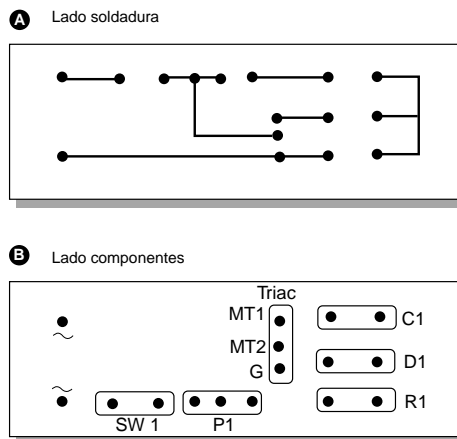 A Lado soldadura
B Lado componentes
Triac
MT1
C1
~
MT2
D1
G
~
R1
SW 1
P1